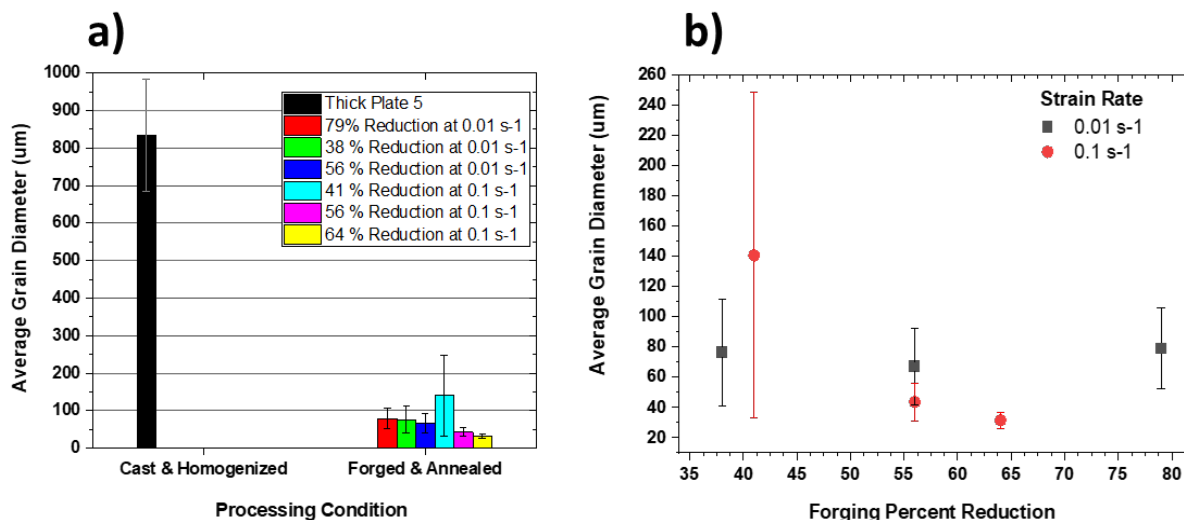 a)
1000
900
800
700
600
500
400
300
200
100
0
Average Grain Diameter (um)
Thick Plate 5
79% Reduction at 0.01 s-1
38 % Reduction at 0.01 s-1
56 % Reduction at 0.01 s-1
41 % Reduction at 0.1 s-1
56 % Reduction at 0.1 s-1
64 % Reduction at 0.1 s-1
Cast & Homogenized Forged & Annealed
Processing Condition
b)
260
240
220
200
180
160
140
120
100
80
60
40
20
Average Grain Diameter (um)
Strain Rate
0.01 s-1
0.1 s-1
35 40 45 50 55 60 65 70 75 80
Forging Percent Reduction